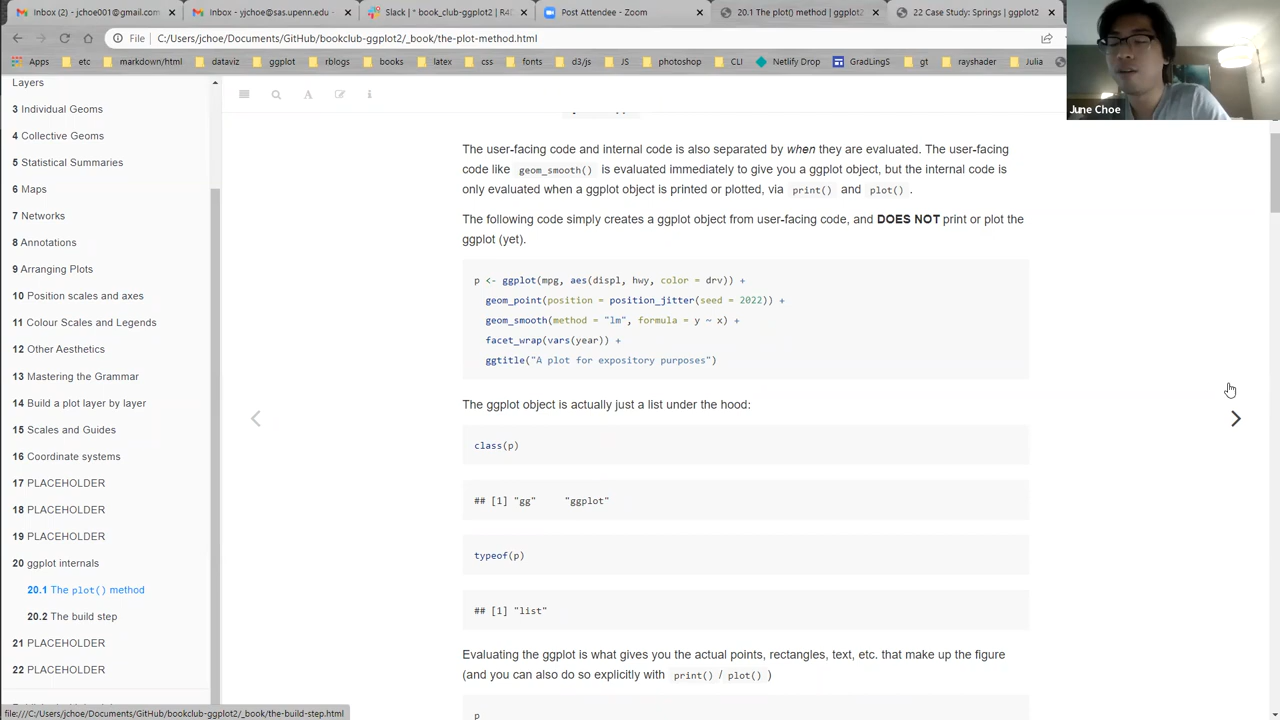 Inbox (2) - jchoe001@gmail.com
Inbox - yjchoe@sas.upenn.edu -
Slack | * book_club-ggplot2 | R4D
Post Attendee - Zoom
20.1 The plot() method | ggplot2
22 Case Study: Springs | ggplot2
File
C:/Users/jchoe/Documents/GitHub/bookclub-ggplot2/_book/the-plot-method.html
Apps
etc
markdown/html
dataviz
ggplot
rblogs
books
latex
css
fonts
d3/js
JS
photoshop
CLI
Netlify Drop
GradLingS
gt
rayshader
Julia
June Choe
Layers
3 Individual Geoms
4 Collective Geoms
5 Statistical Summaries
6 Maps
7 Networks
8 Annotations
9 Arranging Plots
10 Position scales and axes
11 Colour Scales and Legends
12 Other Aesthetics
13 Mastering the Grammar
14 Build a plot layer by layer
15 Scales and Guides
16 Coordinate systems
17 PLACEHOLDER
18 PLACEHOLDER
19 PLACEHOLDER
20 ggplot internals
20.1 The plot() method
20.2 The build step
21 PLACEHOLDER
22 PLACEHOLDER
file:///C:/Users/jchoe/Documents/GitHub/bookclub-ggplot2/_book/the-build-step.html
The user-facing code and internal code is also separated by when they are evaluated. The user-facing
code like geom_smooth() is evaluated immediately to give you a ggplot object, but the internal code is
only evaluated when a ggplot object is printed or plotted, via print() and plot() .
The following code simply creates a ggplot object from user-facing code, and DOES NOT print or plot the
ggplot (yet).
p <- ggplot(mpg, aes(displ, hwy, color = drv)) +
geom_point(position = position_jitter(seed = 2022)) +
geom_smooth(method = "lm", formula = y ~ x) +
facet_wrap(vars(year)) +
ggtitle("A plot for expository purposes")
The ggplot object is actually just a list under the hood:
class(p)
## [1] "gg" "ggplot"
typeof(p)
## [1] "list"
Evaluating the ggplot is what gives you the actual points, rectangles, text, etc. that make up the figure
(and you can also do so explicitly with print() / plot() )
p